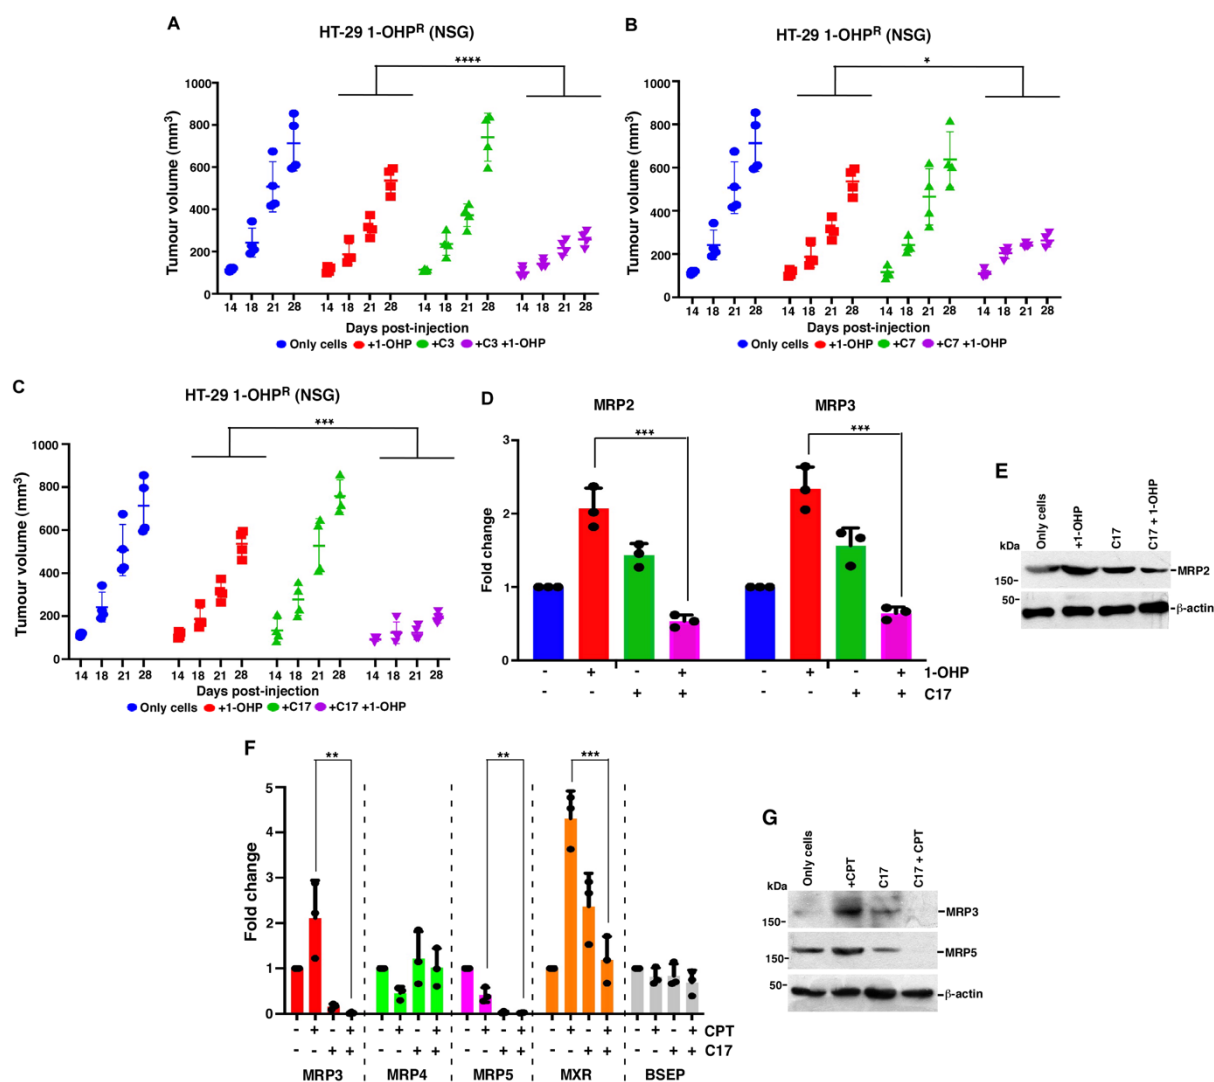 A
HT-29 1-OHPR (NSG)
****
Tumour volume (mm3)
1000
800
600
400
200
0
14 18 21 28 14 18 21 28 14 18 21 28 14 18 21 28
Days post-injection
Only cells +1-OHP +C3 +C3 +1-OHP
B
HT-29 1-OHPR (NSG)
*
Tumour volume (mm3)
1000
800
600
400
200
0
14 18 21 28 14 18 21 28 14 18 21 28 14 18 21 28
Days post-injection
Only cells +1-OHP +C7 +C7 +1-OHP
C
HT-29 1-OHPR (NSG)
***
Tumour volume (mm3)
1000
800
600
400
200
0
14 18 21 28 14 18 21 28 14 18 21 28 14 18 21 28
Days post-injection
Only cells +1-OHP +C17 +C17 +1-OHP
D
MRP2 MRP3
*** ***
Fold change
3
2
1
0
- + - + - + - + 1-OHP
- - + + - - + + C17
E
Only cells +1-OHP C17 C17 + 1-OHP
kDa
150- -MRP2
50- -β-actin
F
** ** ***
Fold change
5
4
3
2
1
0
- + - + - + - + - + - + - + - + - + - + CPT
- - + + - - + + - - + + - - + + - - + + C17
MRP3 MRP4 MRP5 MXR BSEP
G
Only cells +CPT C17 C17 + CPT
kDa
150- -MRP3
150- -MRP5
50- -β-actin